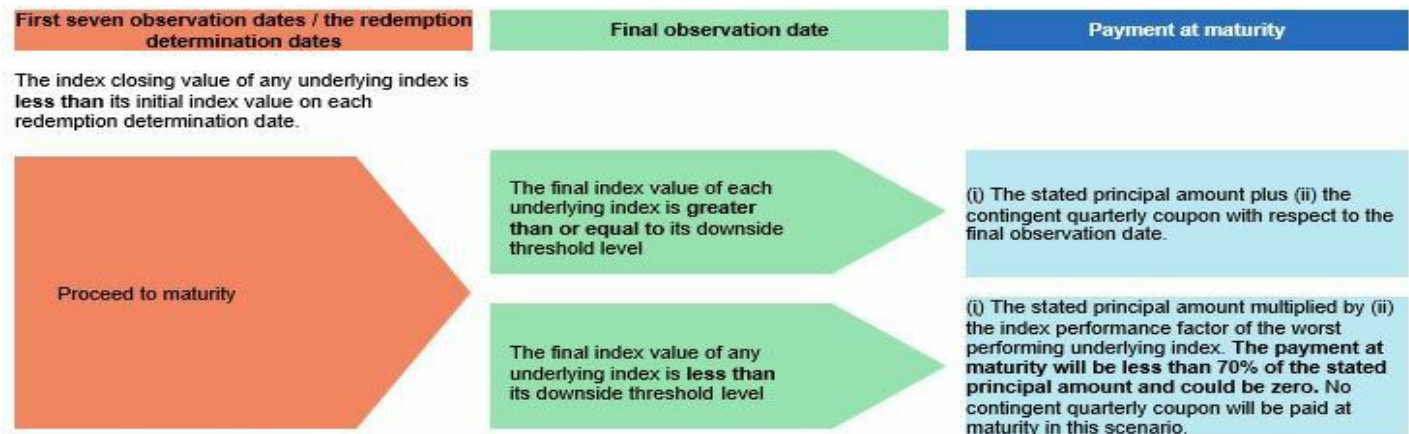 First seven observation dates / the redemption
determination dates
Final observation date
Payment at maturity
The index closing value of any underlying index is
less than its initial index value on each
redemption determination date.
Proceed to maturity
The final index value of each
underlying index is greater
than or equal to its downside
threshold level
(i) The stated principal amount plus (ii) the
contingent quarterly coupon with respect to the
final observation date.
The final index value of any
underlying index is less than
its downside threshold level
(i) The stated principal amount multiplied by (ii)
the index performance factor of the worst
performing underlying index. The payment at
maturity will be less than 70% of the stated
principal amount and could be zero. No
contingent quarterly coupon will be paid at
maturity in this scenario.